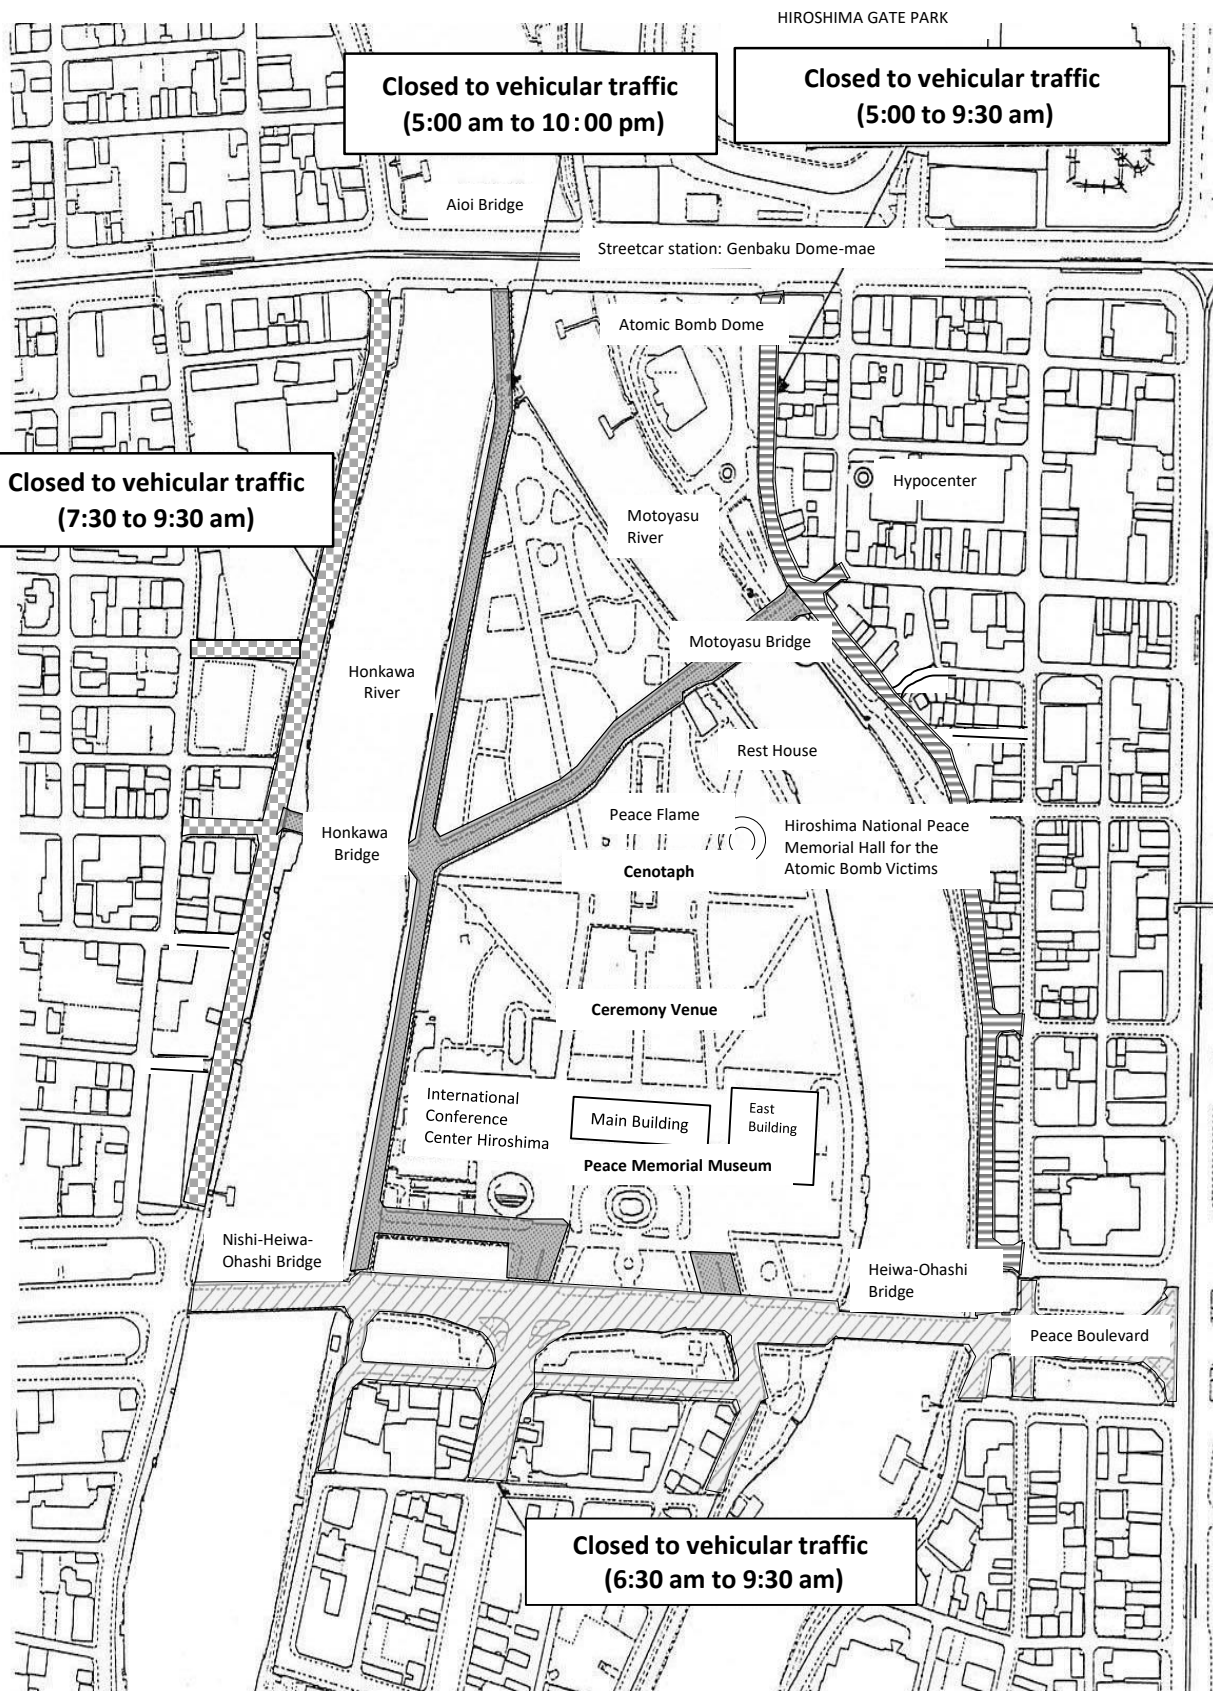 HIROSHIMA GATE PARK
Closed to vehicular traffic
(5:00 am to 10:00 pm)
Closed to vehicular traffic
(5:00 to 9:30 am)
Aioi Bridge
Streetcar station: Genbaku Dome-mae
Atomic Bomb Dome
Closed to vehicular traffic
(7:30 to 9:30 am)
Hypocenter
Motoyasu
River
Motoyasu Bridge
Honkawa
River
Rest House
Peace Flame
Honkawa
Bridge
Hiroshima National Peace
Memorial Hall for the
Atomic Bomb Victims
Cenotaph
Ceremony Venue
International
Conference
Center Hiroshima
Main Building
East
Building
Peace Memorial Museum
Nishi-Heiwa-
Ohashi Bridge
Heiwa-Ohashi
Bridge
Peace Boulevard
Closed to vehicular traffic
(6:30 am to 9:30 am)